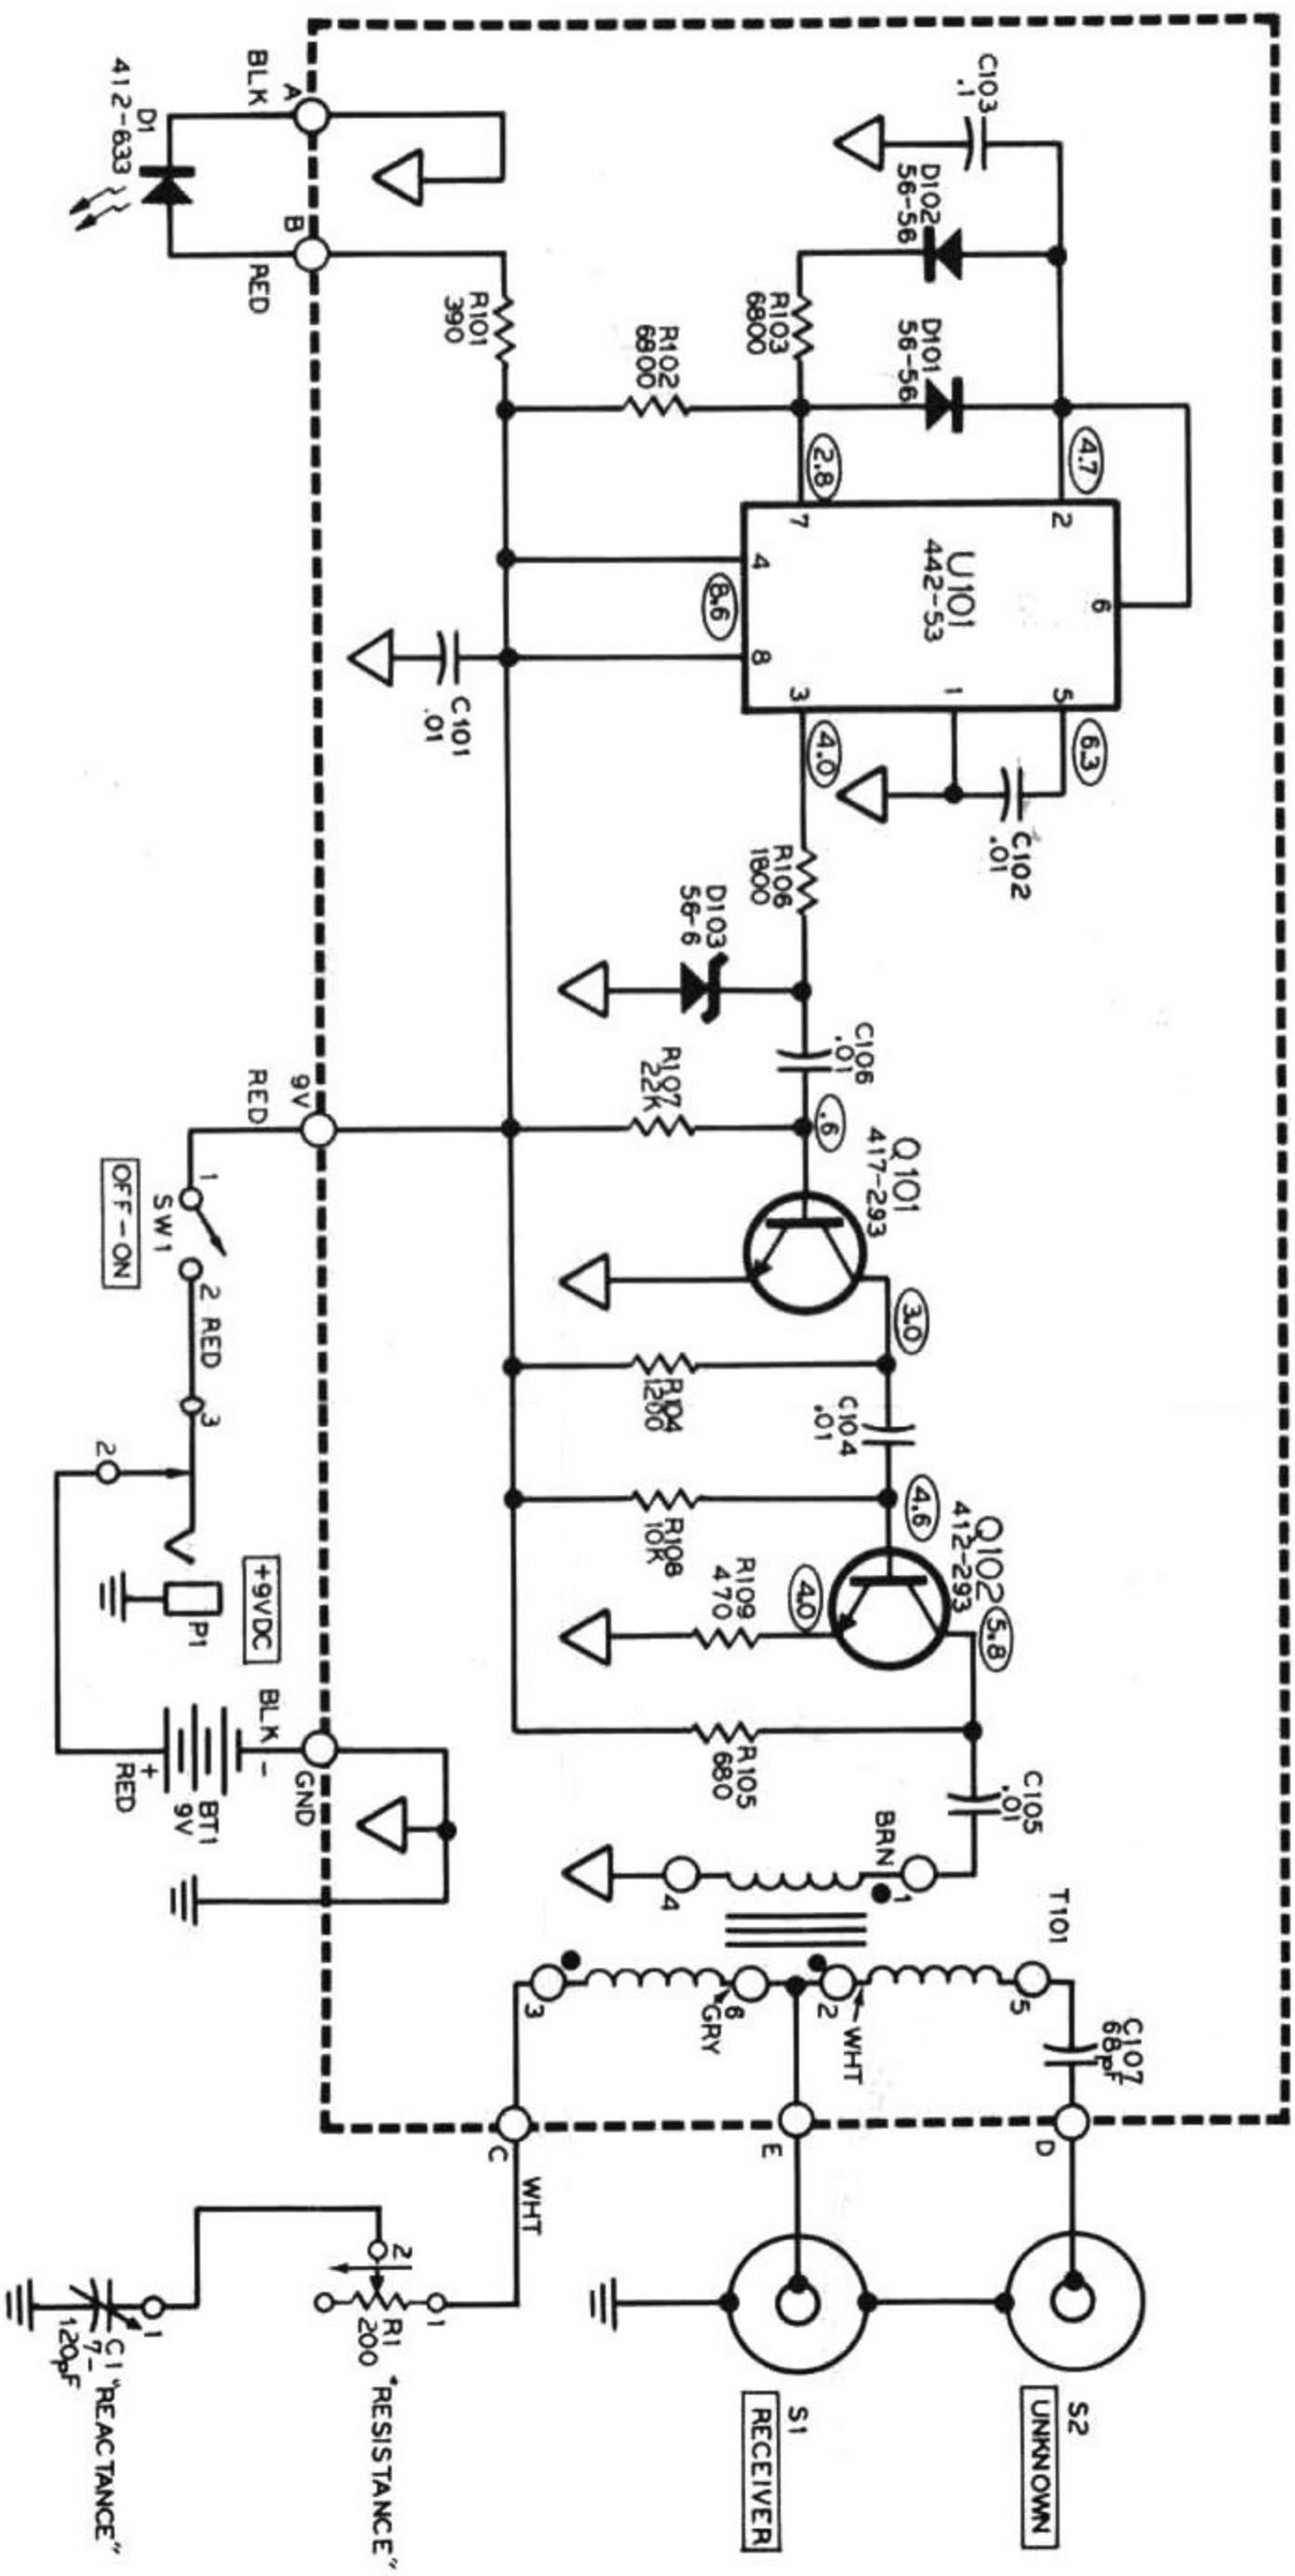 C103
.1
D102
56-56
D101
56-56
R103
6800
R102
6800
R101
390
A
BLK
D1
412-633
B
RED
4.7
2.8
2
7
6
4
8
U101
442-53
8.6
5
1
3
6.3
4.0
C102
.01
C101
.01
R106
1800
D103
56-6
C106
.01
.6
R107
22K
9V
RED
Q101
417-293
3.0
R104
1200
C104
.01
4.6
R108
10K
Q102
412-293
5.8
4.0
R109
470
R105
680
C105
.01
BRN
1
4
T101
1
SW1
OFF-ON
2 RED
3
2
P1
+9VDC
BLK -
GND
+
RED
BT1
9V
3
6
GRY
2
WHT
5
C107
68pF
C
E
D
WHT
2
1
R1
200
"RESISTANCE"
1
C1 "REACTANCE"
7-
120pF
S1
RECEIVER
S2
UNKNOWN